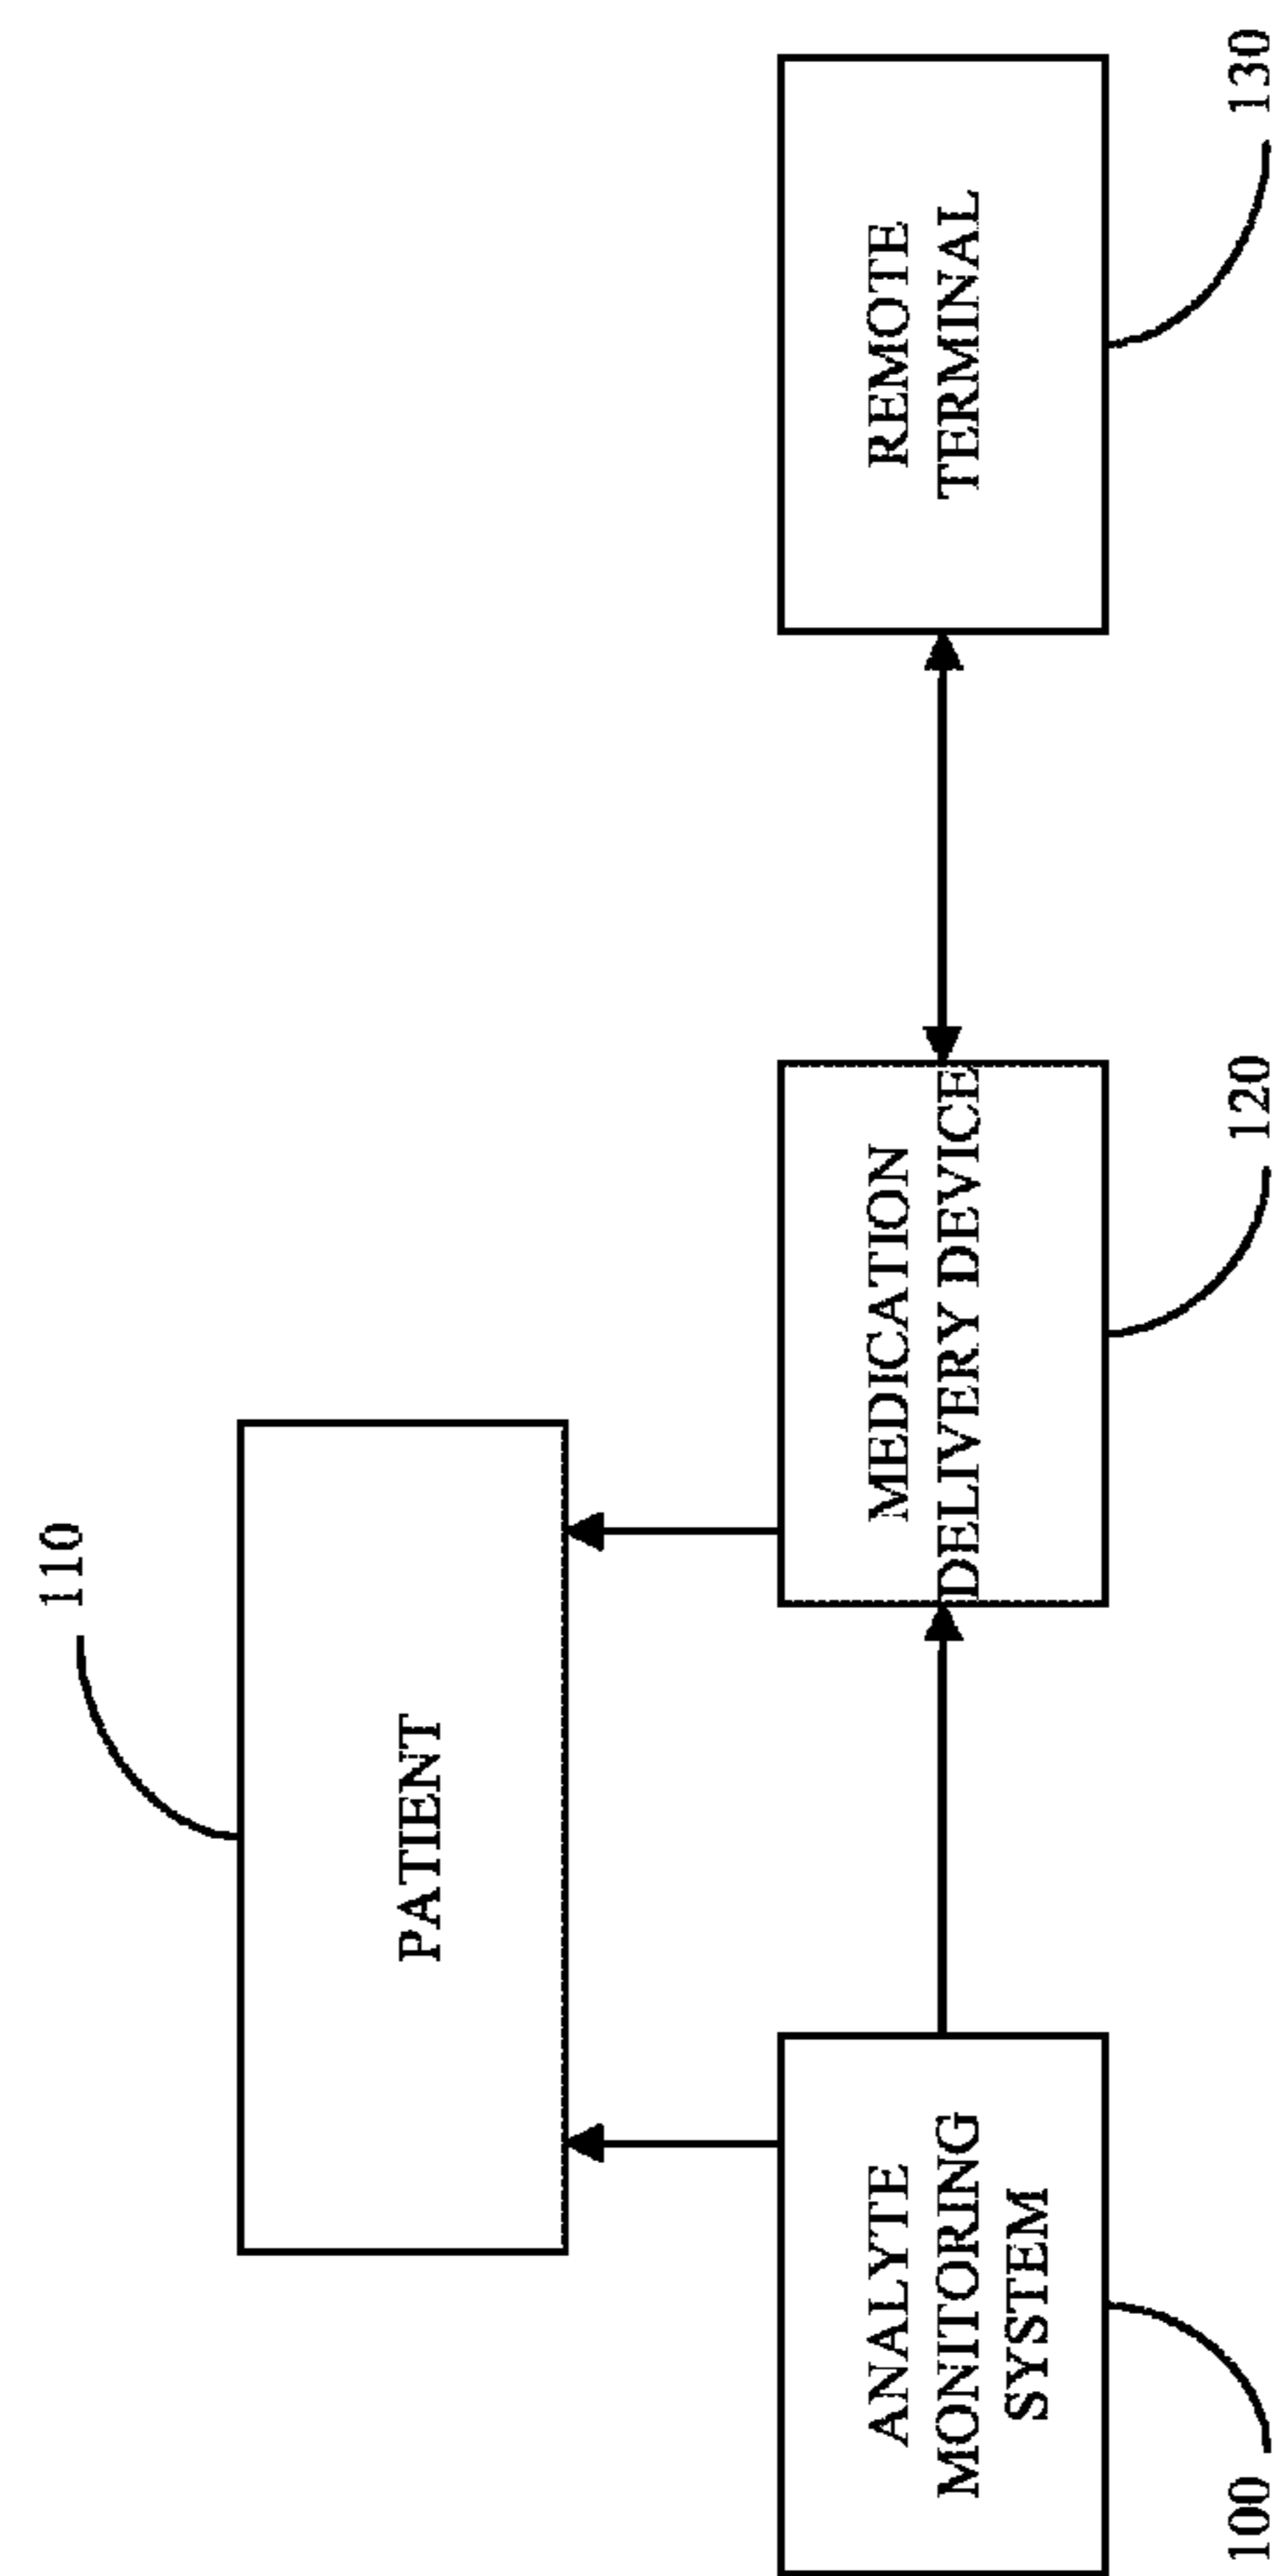 110
PATIENT
ANALYTE
MONITORING
SYSTEM
100
MEDICATION
DELIVERY DEVICE
120
REMOTE
TERMINAL
130